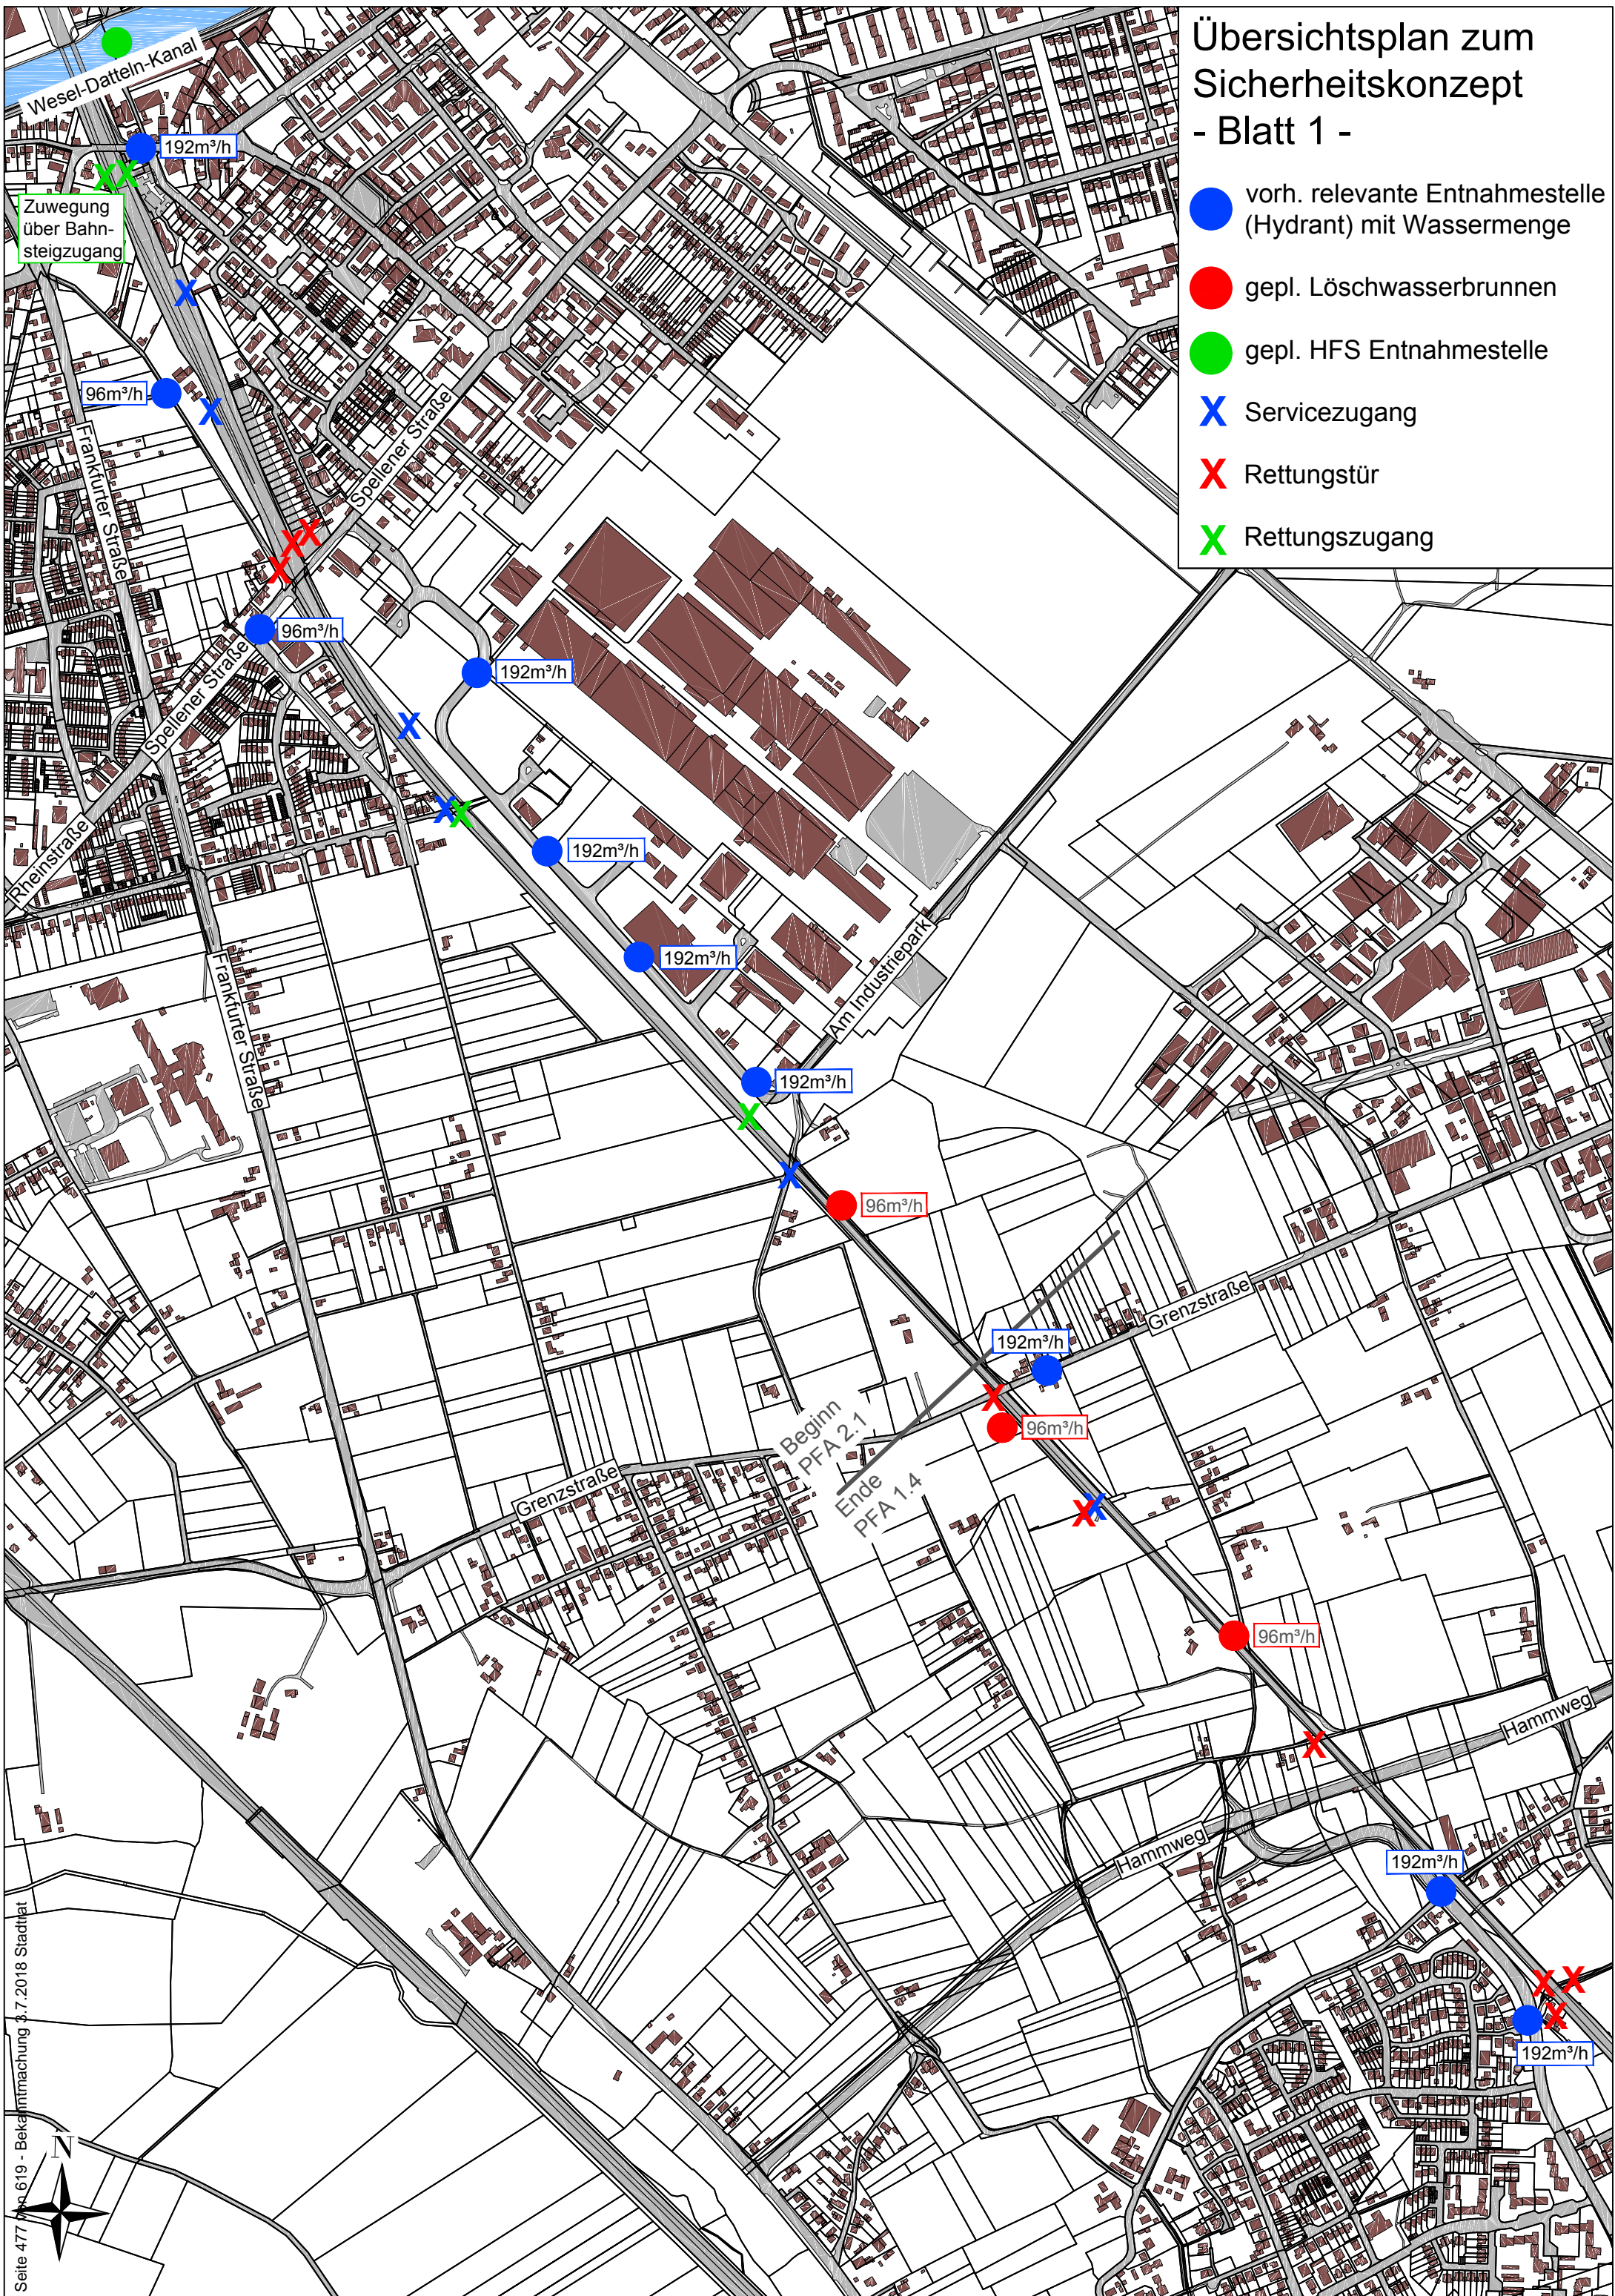 Übersichtsplan zum
Sicherheitskonzept
- Blatt 1 -
vorh. relevante Entnahmestelle
(Hydrant) mit Wassermenge
gepl. Löschwasserbrunnen
gepl. HFS Entnahmestelle
X Servicezugang
X Rettungstür
X Rettungszugang
Wesel-Datteln-Kanal
192m³/h
X X
Zuwegung
über Bahn-
steigzugang
X
96m³/h
X
Frankfurter Straße
Spellener Straße
X X
X
96m³/h
Spellener Straße
192m³/h
X
X X
Rheinstraße
192m³/h
192m³/h
Am Industriepark
Frankfurter Straße
192m³/h
X
X
96m³/h
Grenzstraße
192m³/h
X
96m³/h
Beginn
PFA 2.1
Ende
PFA 1.4
Grenzstraße
X X
96m³/h
Hammweg
X
Hammweg
192m³/h
X X
X
192m³/h
N
Seite 477 von 619 - Bekanntmachung 3.7.2018 Stadtrat